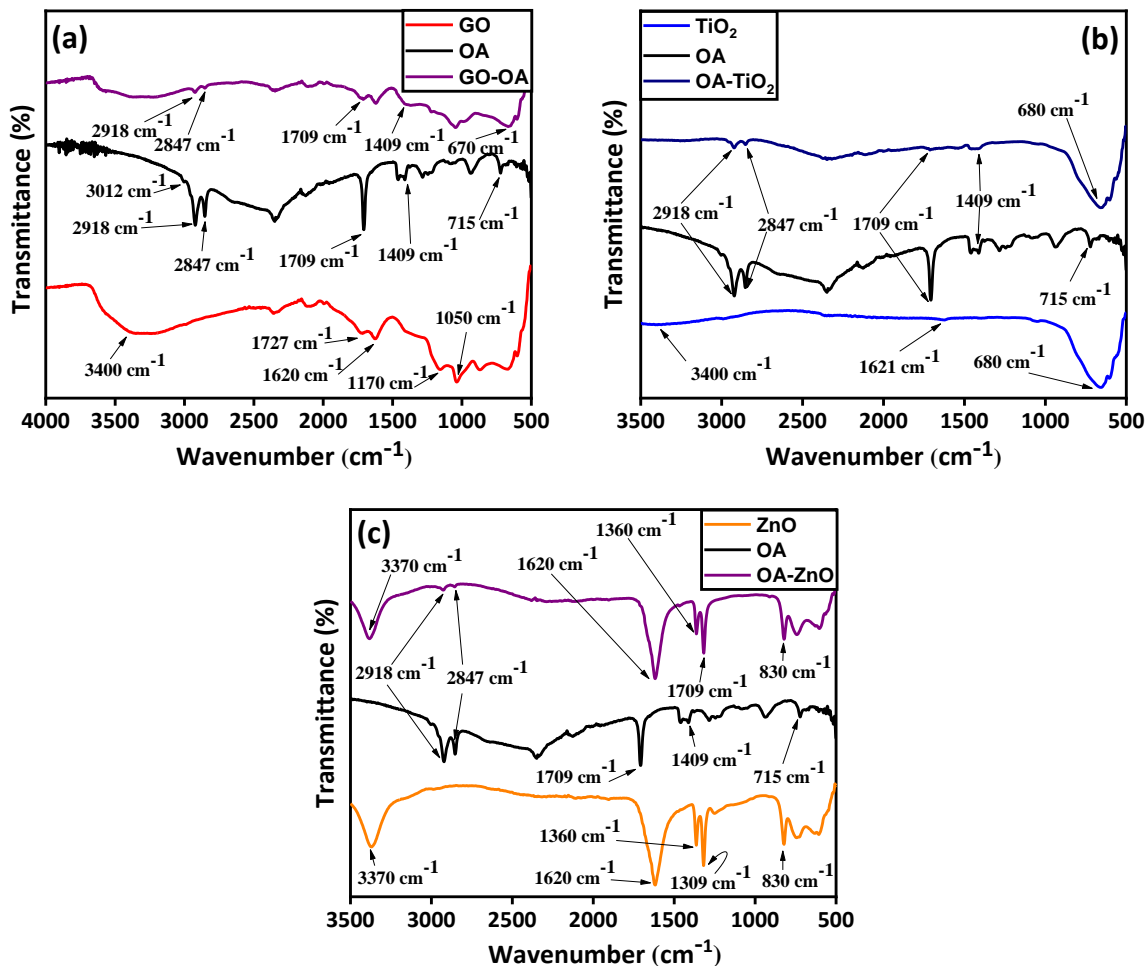 (a)
GO
OA
GO-OA
2918 cm⁻¹
2847 cm⁻¹
1709 cm⁻¹
1409 cm⁻¹
670 cm⁻¹
3012 cm⁻¹
2918 cm⁻¹
2847 cm⁻¹
1709 cm⁻¹
1409 cm⁻¹
715 cm⁻¹
3400 cm⁻¹
1727 cm⁻¹
1620 cm⁻¹
1170 cm⁻¹
1050 cm⁻¹
Transmittance (%)
4000 3500 3000 2500 2000 1500 1000 500
Wavenumber (cm⁻¹)
(b)
TiO₂
OA
OA-TiO₂
680 cm⁻¹
2918 cm⁻¹
2847 cm⁻¹
1709 cm⁻¹
1409 cm⁻¹
715 cm⁻¹
3400 cm⁻¹
1621 cm⁻¹
680 cm⁻¹
Transmittance (%)
3500 3000 2500 2000 1500 1000 500
Wavenumber (cm⁻¹)
(c)
ZnO
OA
OA-ZnO
3370 cm⁻¹
1620 cm⁻¹
1360 cm⁻¹
2918 cm⁻¹
2847 cm⁻¹
1709 cm⁻¹
830 cm⁻¹
1709 cm⁻¹
1409 cm⁻¹
715 cm⁻¹
3370 cm⁻¹
1360 cm⁻¹
1620 cm⁻¹
1309 cm⁻¹
830 cm⁻¹
Transmittance (%)
3500 3000 2500 2000 1500 1000 500
Wavenumber (cm⁻¹)